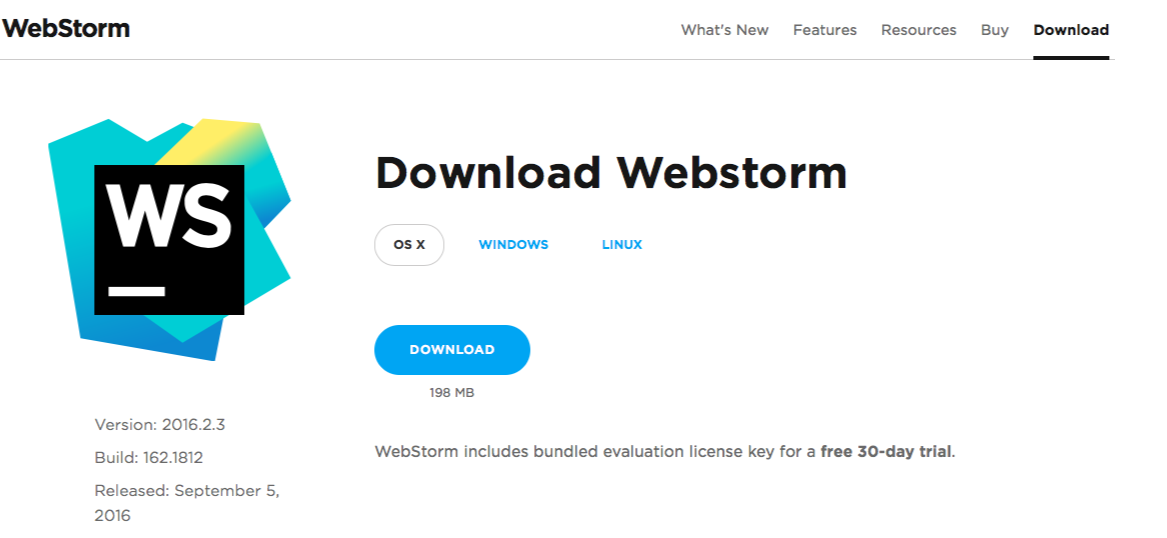 WebStorm
What's New Features Resources Buy Download
WS
Download Webstorm
OS X WINDOWS LINUX
DOWNLOAD
198 MB
Version: 2016.2.3
Build: 162.1812
Released: September 5,
2016
WebStorm includes bundled evaluation license key for a free 30-day trial.